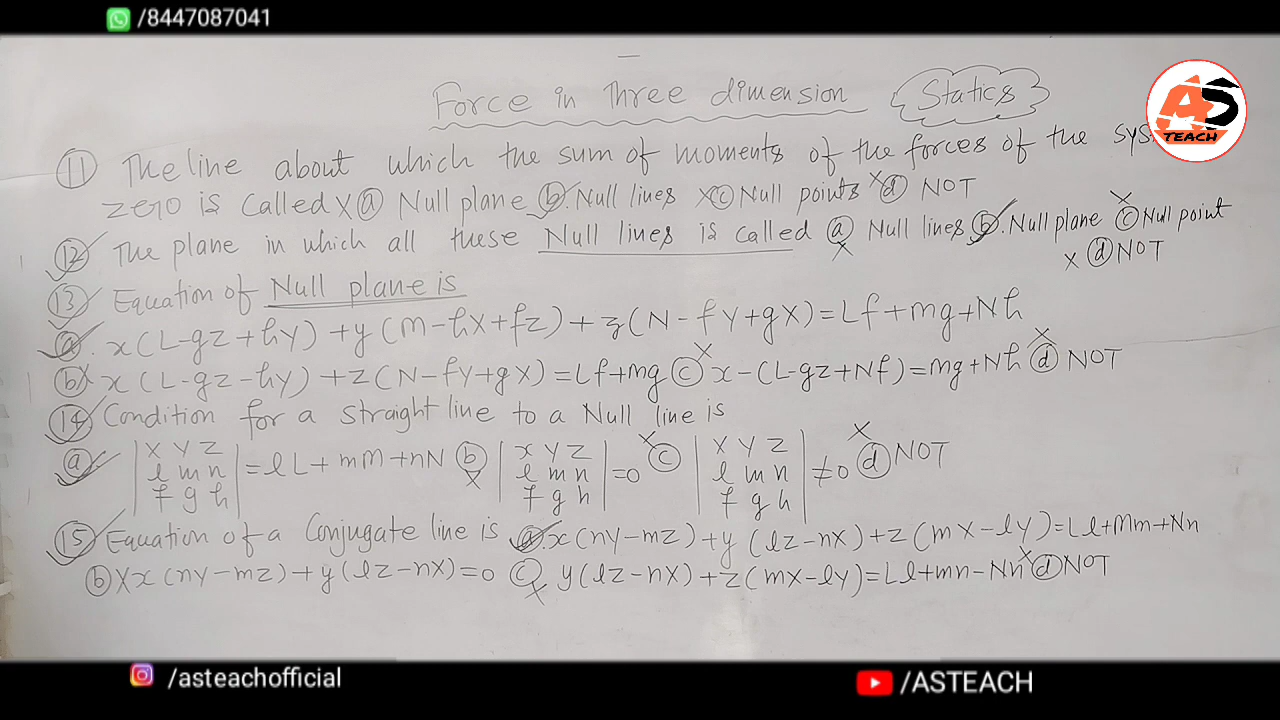 /8447087041
Force in Three dimension Statics
AS TEACH
11 The line about which the sum of moments of the forces of the sys
zero is called X a Null plane b. Null lines X c Null points X d NOT
12 The plane in which all these Null lines is called a X Null lines b. Null plane X c Null point
X d NOT
13 Equation of Null plane is
a. x(L-gz+hY) +y(M-hX+fz)+z(N-fY+gX)=Lf+mg+Nh
b X x(L-gz-hY) +z(N-fY+gX)=Lf+mg c X x-(L-gz+Nf)=mg+Nh d X NOT
14 Condition for a straight line to a Null line is
a |X Y Z| b |x Y Z| X c |X Y Z| X d NOT
|l m n| =lL+mM+nN X |l m n| =0 |l m n| ≠0
|f g h| |f g h| |f g h|
15 Equation of a Conjugate line is a. x(nY-mZ)+y(lz-nX)+z(mX-lY)=Ll+Mm+Nn
b X x(nY-mZ)+y(lz-nX)=0 c X y(lz-nX)+z(mX-lY)=Ll+mn-Nn X d NOT
/asteachofficial
/ASTEACH